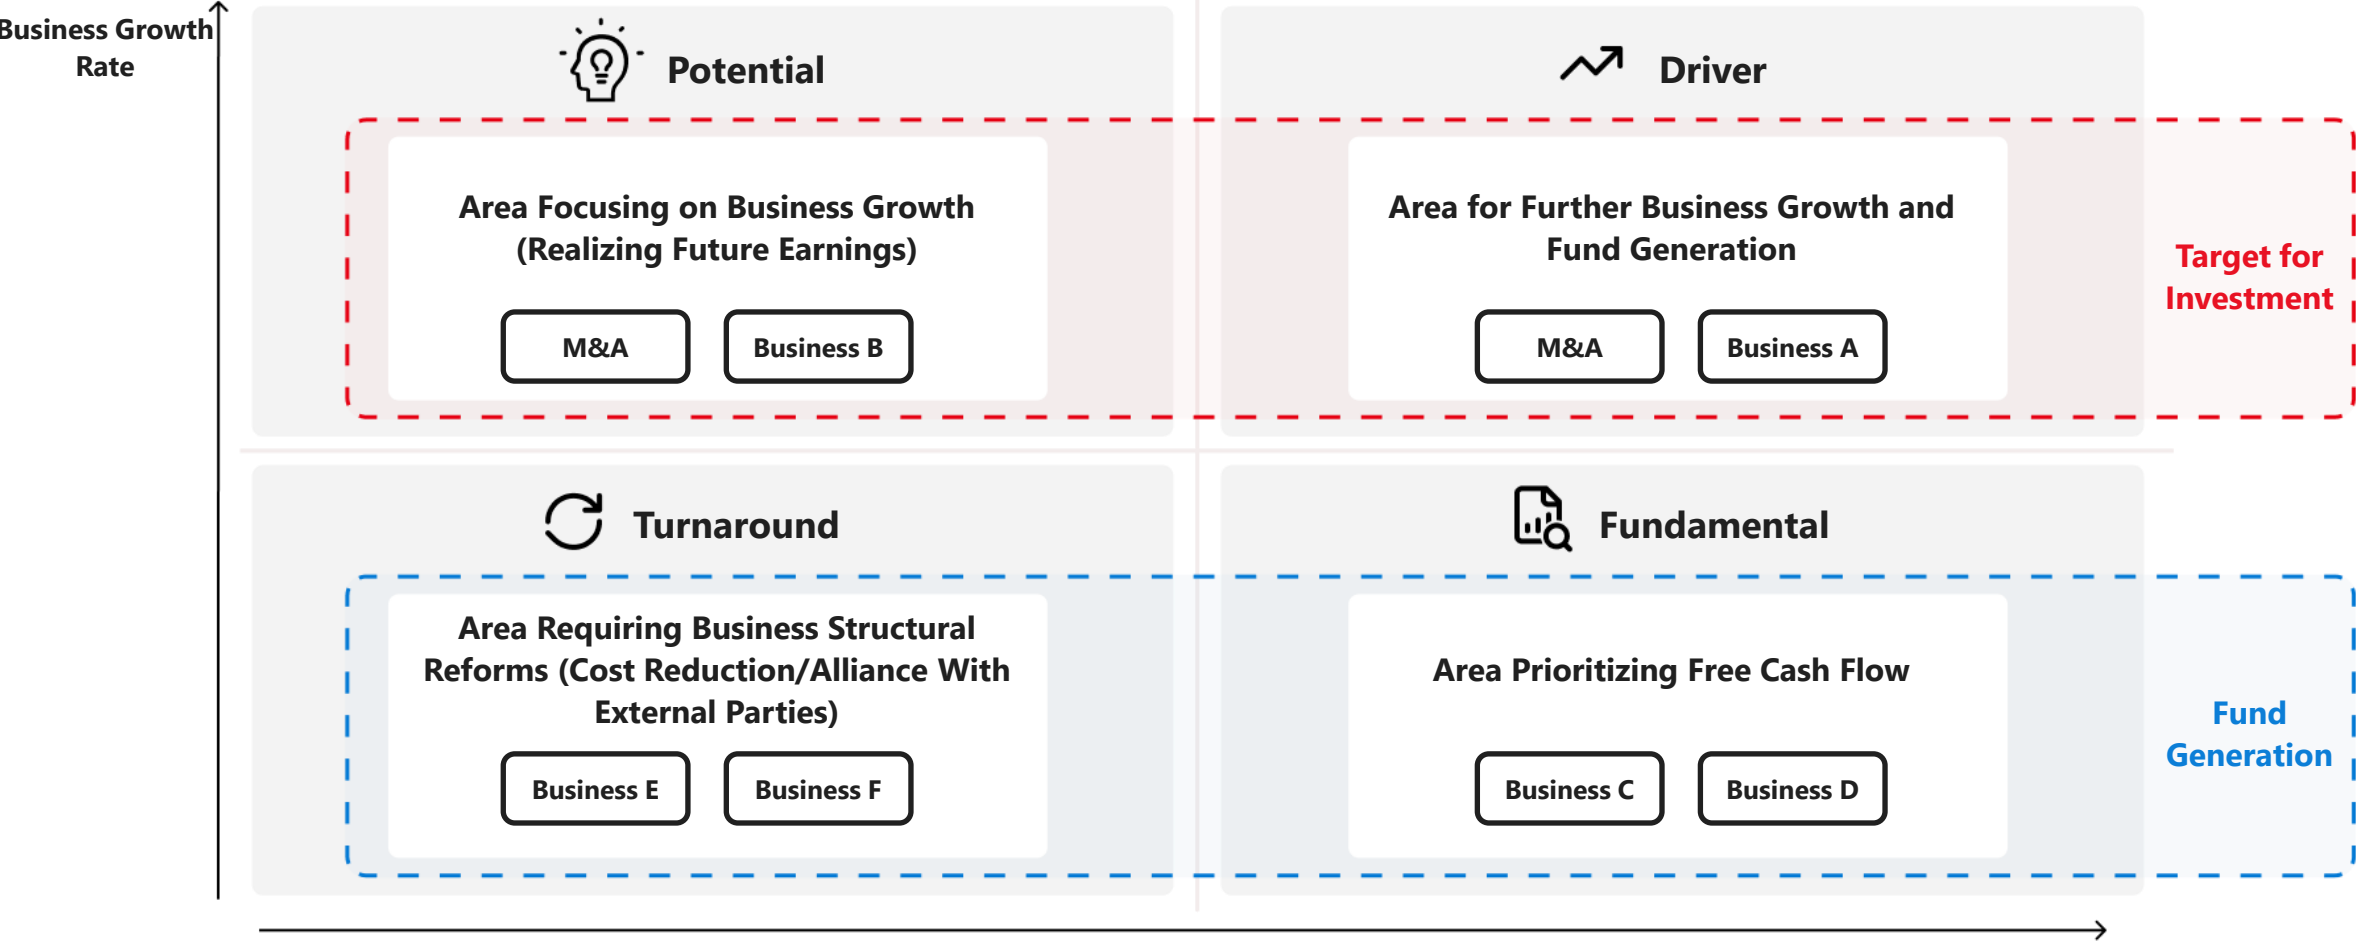 Business Growth
Rate
Potential
Driver
Area Focusing on Business Growth
(Realizing Future Earnings)
M&A
Business B
Area for Further Business Growth and
Fund Generation
M&A
Business A
Target for
Investment
Turnaround
Fundamental
Area Requiring Business Structural
Reforms (Cost Reduction/Alliance With
External Parties)
Business E
Business F
Area Prioritizing Free Cash Flow
Business C
Business D
Fund
Generation